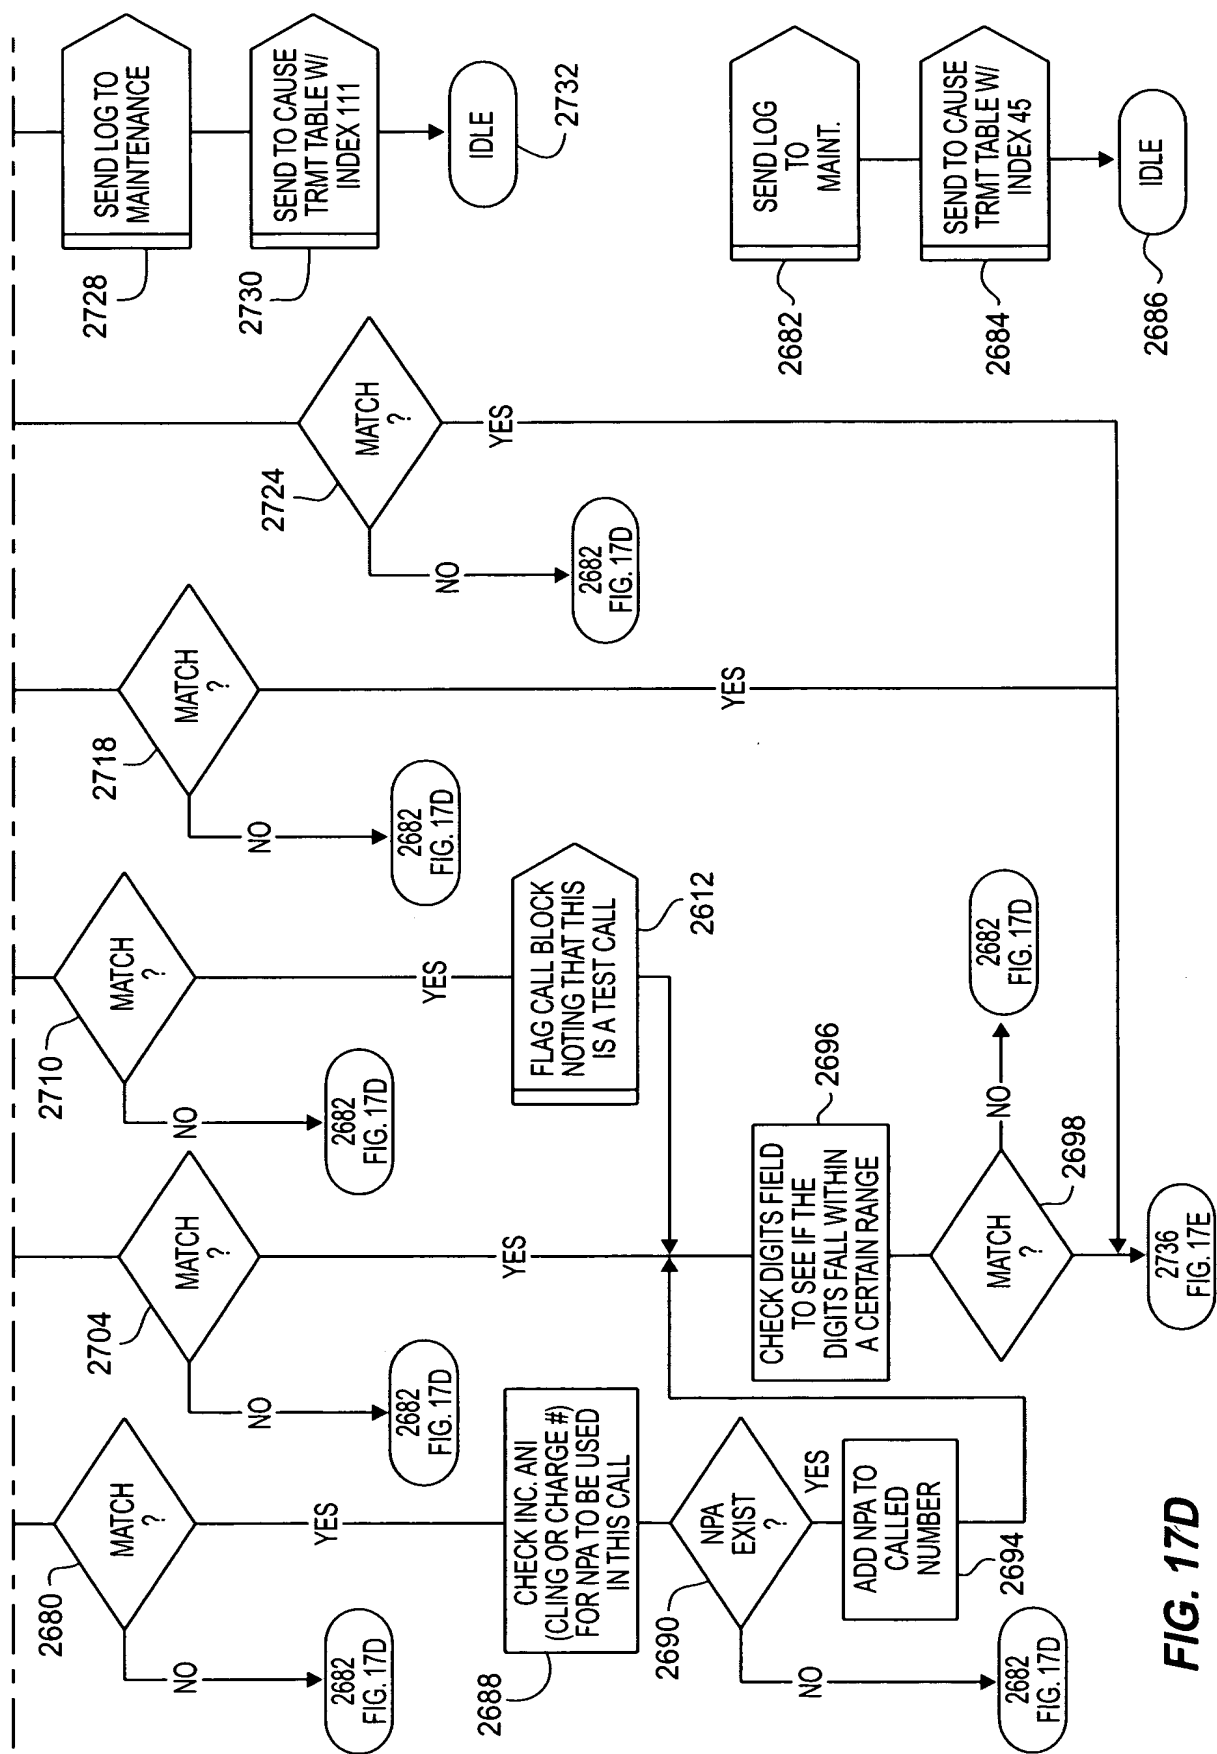 2680
MATCH
?
NO
2682
FIG. 17D
YES
2688
CHECK INC. ANI
(CLING OR CHARGE #)
FOR NPA TO BE USED
IN THIS CALL
2690
NPA
EXIST
?
NO
2682
FIG. 17D
YES
ADD NPA TO
CALLED
NUMBER
2694
2704
MATCH
?
NO
2682
FIG. 17D
YES
2710
MATCH
?
NO
2682
FIG. 17D
YES
FLAG CALL BLOCK
NOTING THAT THIS
IS A TEST CALL
2612
CHECK DIGITS FIELD
TO SEE IF THE
DIGITS FALL WITHIN
A CERTAIN RANGE
2696
MATCH
?
2698
NO
2682
FIG. 17D
2736
FIG. 17E
2718
MATCH
?
NO
2682
FIG. 17D
YES
2724
MATCH
?
NO
2682
FIG. 17D
YES
2728
SEND LOG TO
MAINTENANCE
2730
SEND TO CAUSE
TRMT TABLE W/
INDEX 111
IDLE
2732
2682
SEND LOG
TO
MAINT.
2684
SEND TO CAUSE
TRMT TABLE W/
INDEX 45
2686
IDLE
FIG. 17D